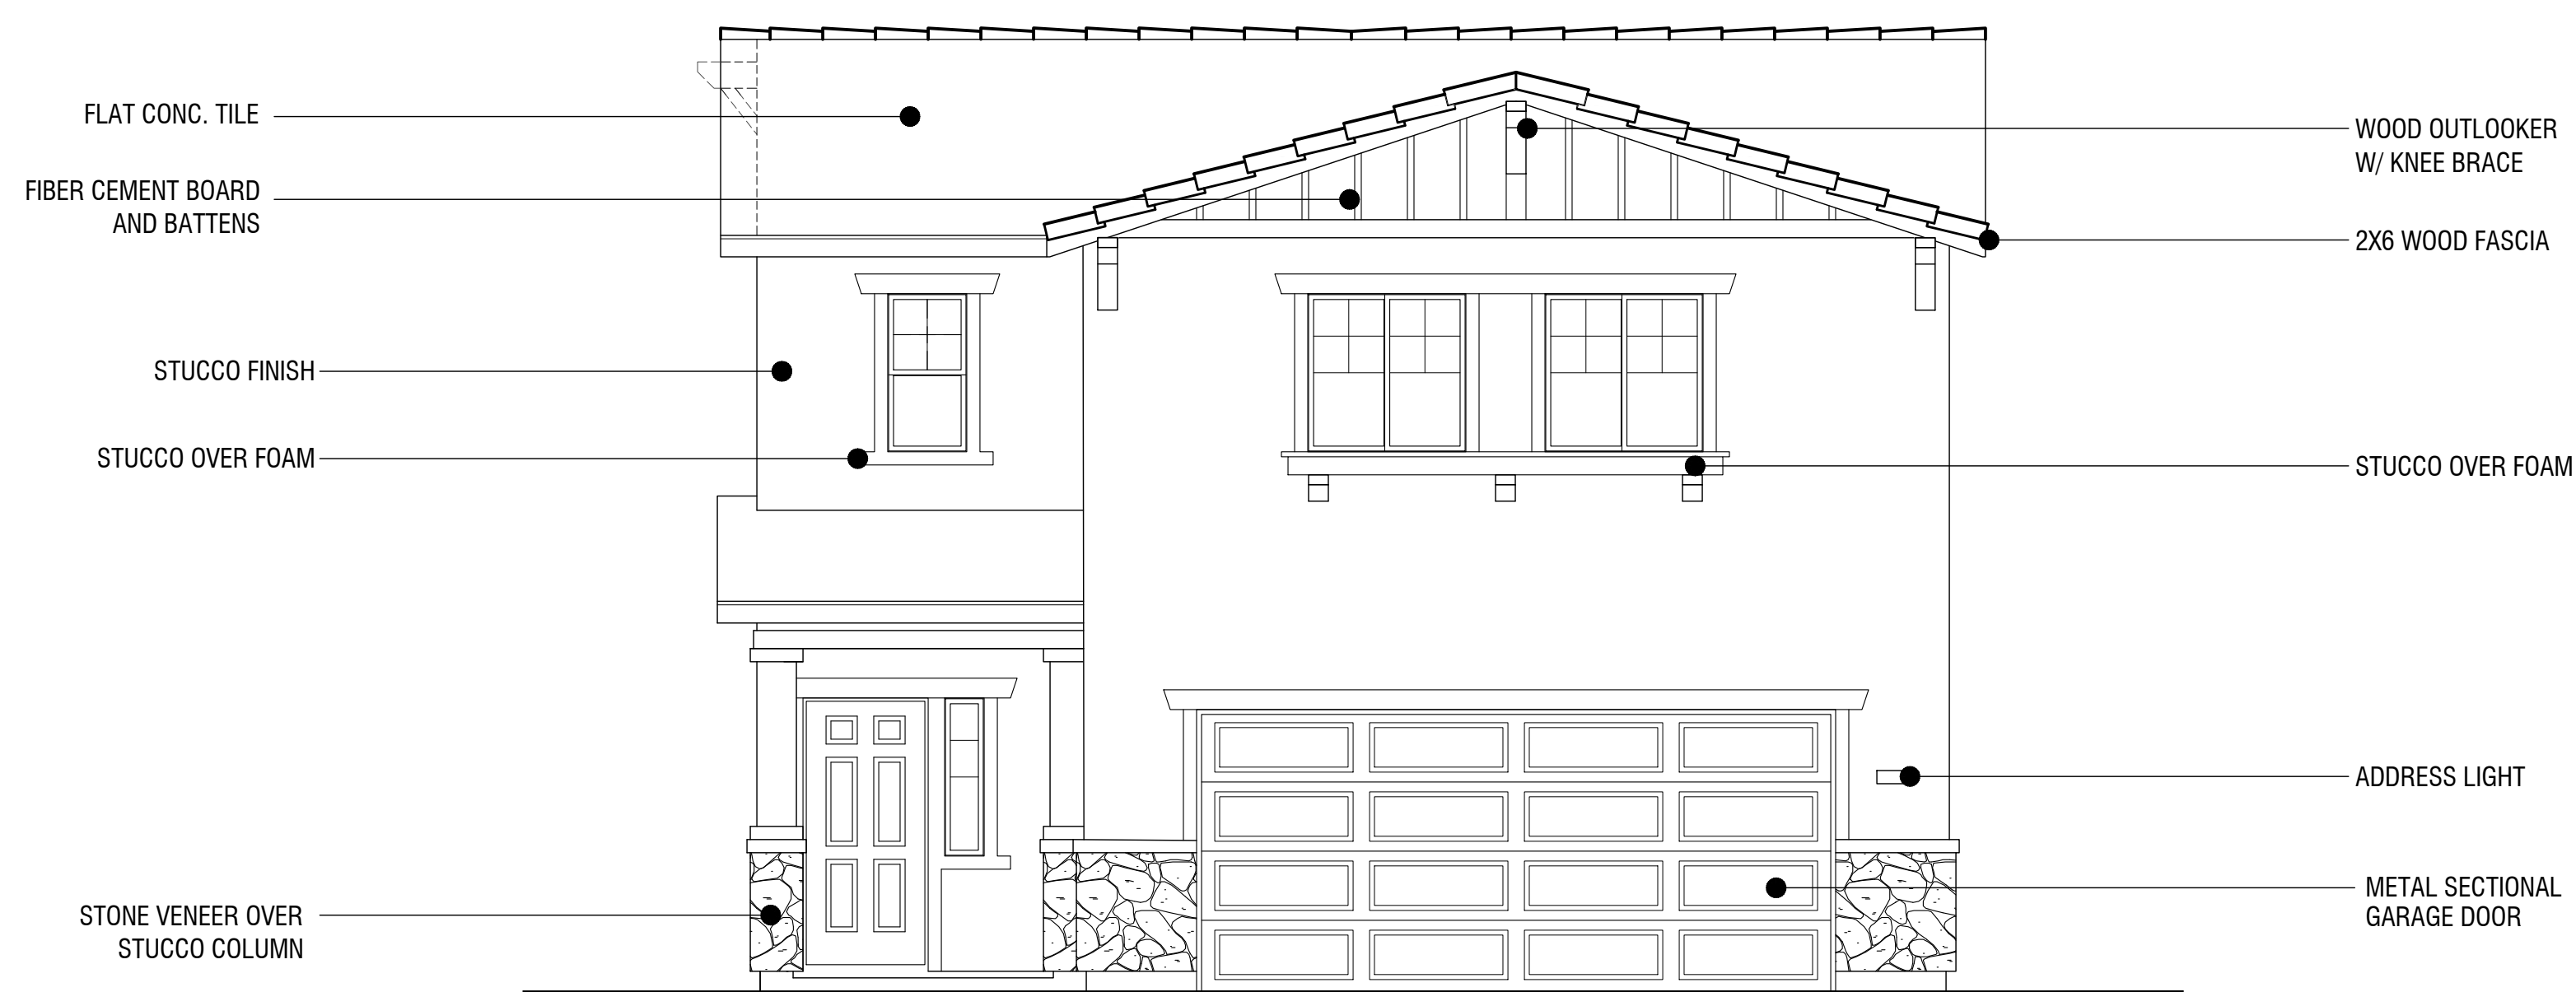 FLAT CONC. TILE
FIBER CEMENT BOARD
AND BATTENS
STUCCO FINISH
STUCCO OVER FOAM
STONE VENEER OVER
STUCCO COLUMN
WOOD OUTLOOKER
W/ KNEE BRACE
2X6 WOOD FASCIA
STUCCO OVER FOAM
ADDRESS LIGHT
METAL SECTIONAL
GARAGE DOOR